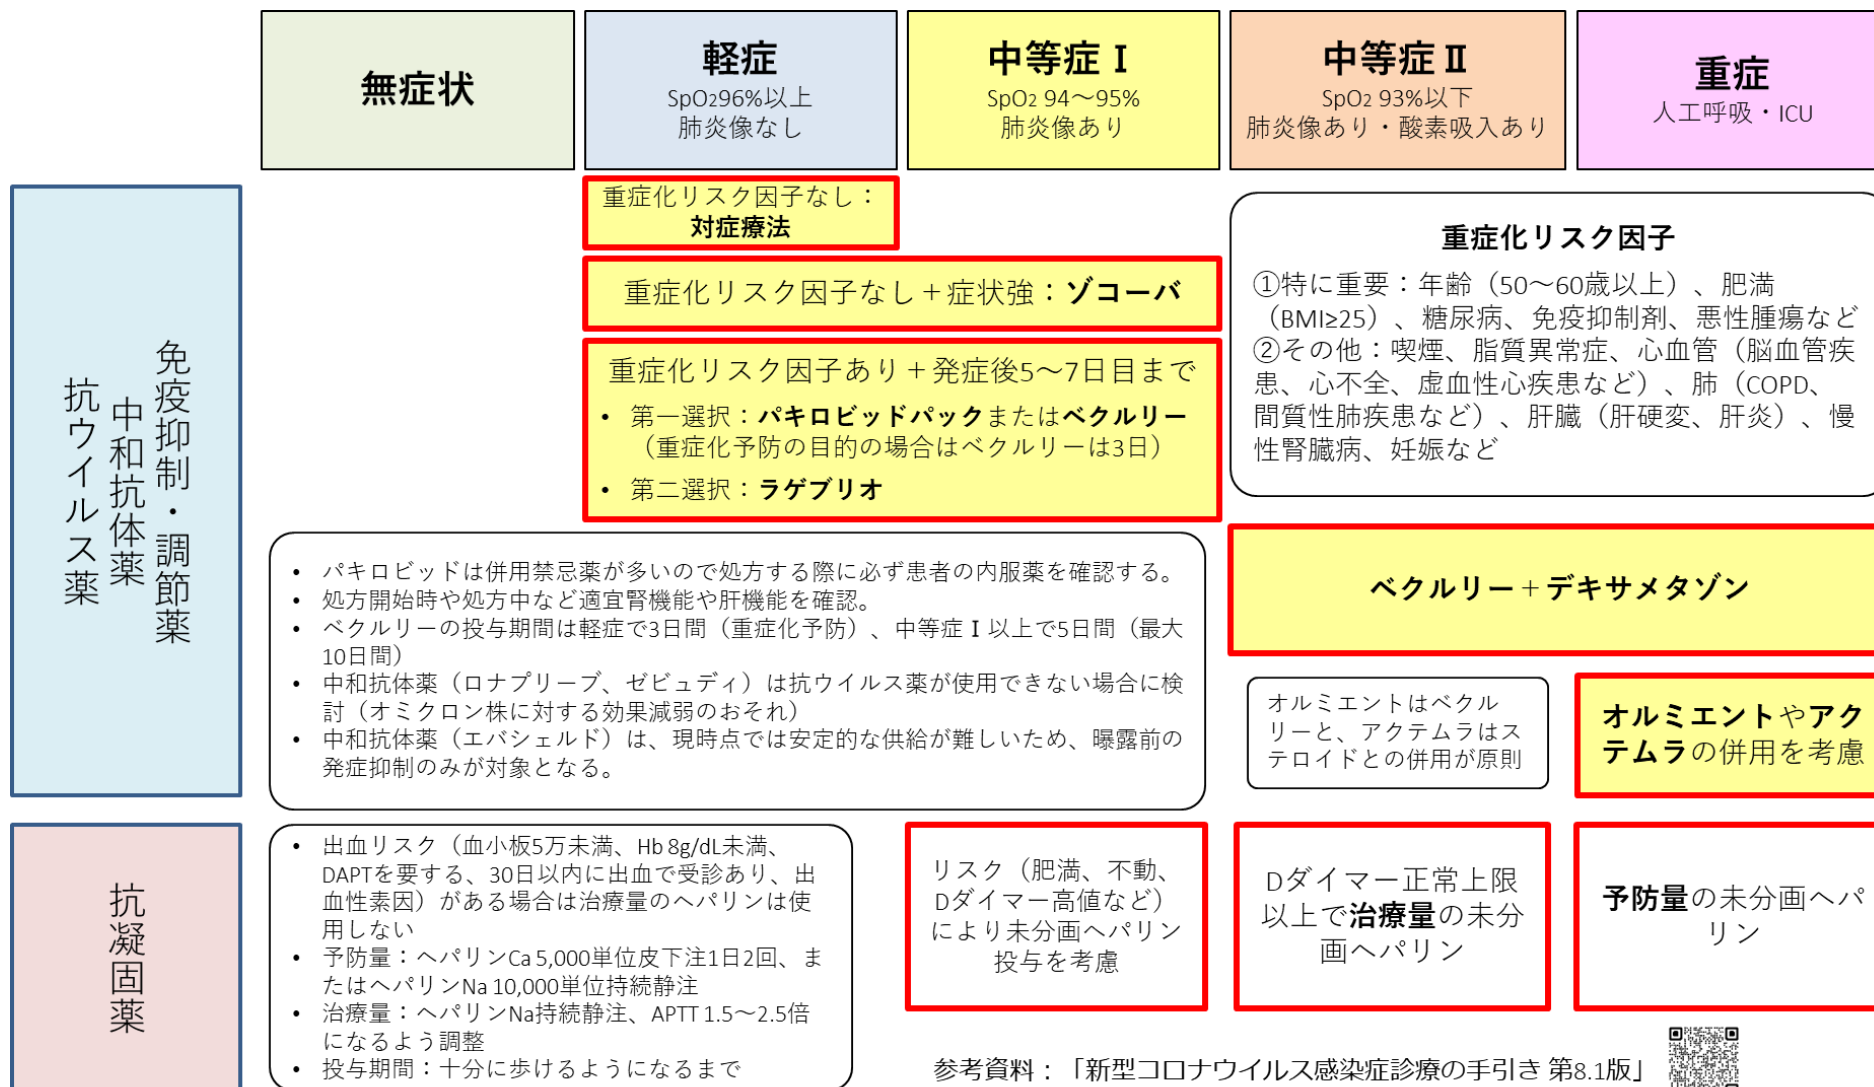 無症状
軽症
SpO₂96%以上
肺炎像なし
中等症 Ⅰ
SpO₂ 94〜95%
肺炎像あり
中等症 Ⅱ
SpO₂ 93%以下
肺炎像あり・酸素吸入あり
重症
人工呼吸・ICU
免疫抑制・調節薬
中和抗体薬
抗ウイルス薬
重症化リスク因子なし：
対症療法
重症化リスク因子なし＋症状強：ゾコーバ
重症化リスク因子あり＋発症後5〜7日目まで
• 第一選択：パキロビッドパックまたはベクルリー
（重症化予防の目的の場合はベクルリーは3日）
• 第二選択：ラゲブリオ
重症化リスク因子
①特に重要：年齢（50〜60歳以上）、肥満
（BMI≥25）、糖尿病、免疫抑制剤、悪性腫瘍など
②その他：喫煙、脂質異常症、心血管（脳血管疾
患、心不全、虚血性心疾患など）、肺（COPD、
間質性肺疾患など）、肝臓（肝硬変、肝炎）、慢
性腎臓病、妊娠など
• パキロビッドは併用禁忌薬が多いので処方する際に必ず患者の内服薬を確認する。
• 処方開始時や処方中など適宜腎機能や肝機能を確認。
• ベクルリーの投与期間は軽症で3日間（重症化予防）、中等症Ⅰ以上で5日間（最大
10日間）
• 中和抗体薬（ロナプリーブ、ゼビュディ）は抗ウイルス薬が使用できない場合に検
討（オミクロン株に対する効果減弱のおそれ）
• 中和抗体薬（エバシェルド）は、現時点では安定的な供給が難しいため、曝露前の
発症抑制のみが対象となる。
ベクルリー＋デキサメタゾン
オルミエントはベクル
リーと、アクテムラはス
テロイドとの併用が原則
オルミエントやアク
テムラの併用を考慮
抗凝固薬
• 出血リスク（血小板5万未満、Hb 8g/dL未満、
DAPTを要する、30日以内に出血で受診あり、出
血性素因）がある場合は治療量のヘパリンは使
用しない
• 予防量：ヘパリンCa 5,000単位皮下注1日2回、ま
たはヘパリンNa 10,000単位持続静注
• 治療量：ヘパリンNa持続静注、APTT 1.5〜2.5倍
になるよう調整
• 投与期間：十分に歩けるようになるまで
リスク（肥満、不動、
Dダイマー高値など）
により未分画ヘパリン
投与を考慮
Dダイマー正常上限
以上で治療量の未分
画ヘパリン
予防量の未分画ヘパ
リン
参考資料：「新型コロナウイルス感染症診療の手引き 第8.1版」